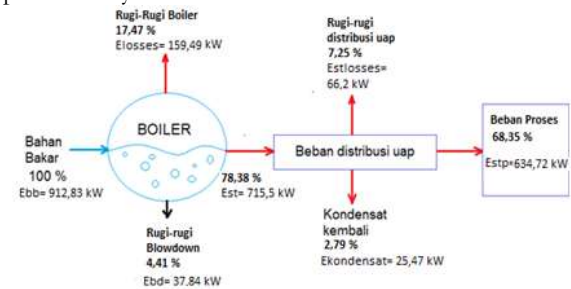 Rugi-Rugi Boiler
17,47 %
Elosses= 159,49 kW
Rugi-rugi
distribusi uap
7,25 %
Estlosses=
66,2 kW
BOILER
Bahan
Bakar
100 %
Ebb= 912,83 kW
78,38 %
Est= 715,5 kW
Beban distribusi uap
Beban Proses
68,35 %
Estp=634,72 kW
Rugi-rugi
Blowdown
4,41 %
Ebd= 37,84 kW
Kondensat
kembali
2,79 %
Ekondensat= 25,47 kW